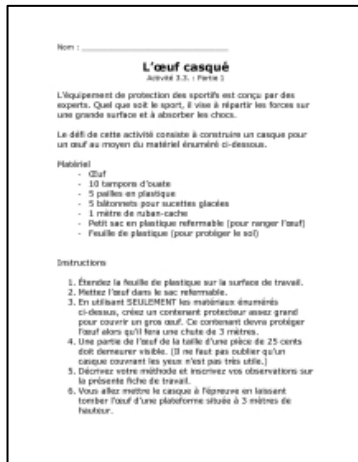 Nom : ______________________________
L'œuf casqué
Activité 3.3. : Partie 1
L'équipement de protection des sportifs est conçu par des
experts. Quel que soit le sport, il vise à répartir les forces sur
une grande surface et à absorber les chocs.
Le défi de cette activité consiste à construire un casque pour
un œuf au moyen du matériel énuméré ci-dessous.
Matériel
- Œuf
- 10 tampons d'ouate
- 5 pailles en plastique
- 5 bâtonnets pour sucettes glacées
- 1 mètre de ruban-cache
- Petit sac en plastique refermable (pour ranger l'œuf)
- Feuille de plastique (pour protéger le sol)
Instructions
1. Étendez la feuille de plastique sur la surface de travail.
2. Mettez l'œuf dans le sac refermable.
3. En utilisant SEULEMENT les matériaux énumérés
ci-dessus, créez un contenant protecteur assez grand
pour couvrir un gros œuf. Ce contenant devra protéger
l'œuf alors qu'il fera une chute de 3 mètres.
4. Une partie de l'œuf de la taille d'une pièce de 25 cents
doit demeurer visible. (Il ne faut pas oublier qu'un
casque couvrant les yeux n'est pas très utile.)
5. Décrivez votre méthode et inscrivez vos observations sur
la présente fiche de travail.
6. Vous allez mettre le casque à l'épreuve en laissant
tomber l'œuf d'une plateforme située à 3 mètres de
hauteur.